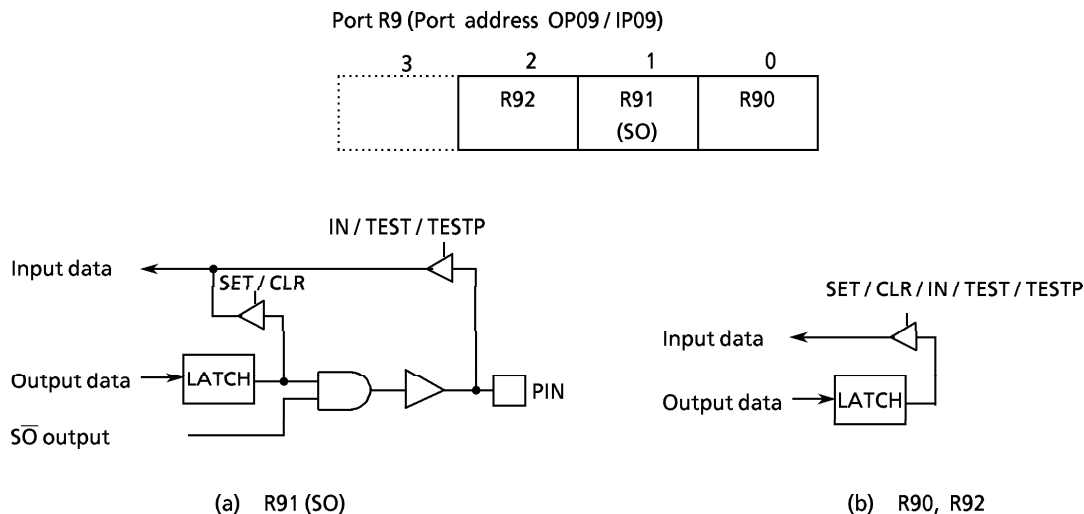 Port R9 (Port address OP09 / IP09)
3 2 1 0
R92 R91 R90
(SO)
IN / TEST / TESTP
Input data
SET / CLR
SET / CLR / IN / TEST / TESTP
Input data
Output data
LATCH
PIN
Output data
LATCH
SO̅ output
(a) R91 (SO)
(b) R90, R92